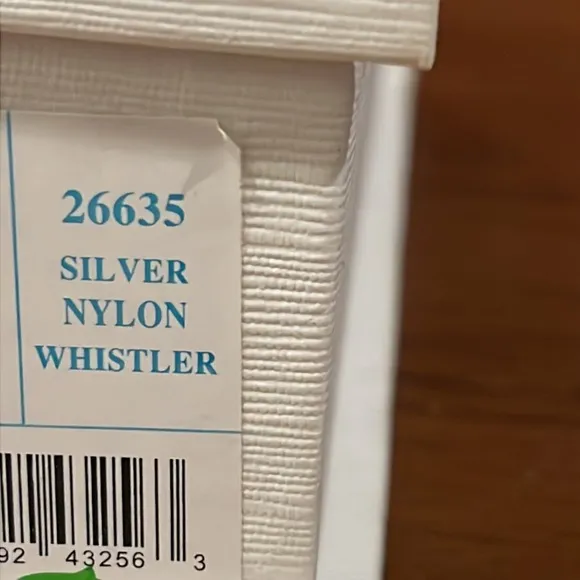 26635
SILVER
NYLON
WHISTLER
92 43256 3